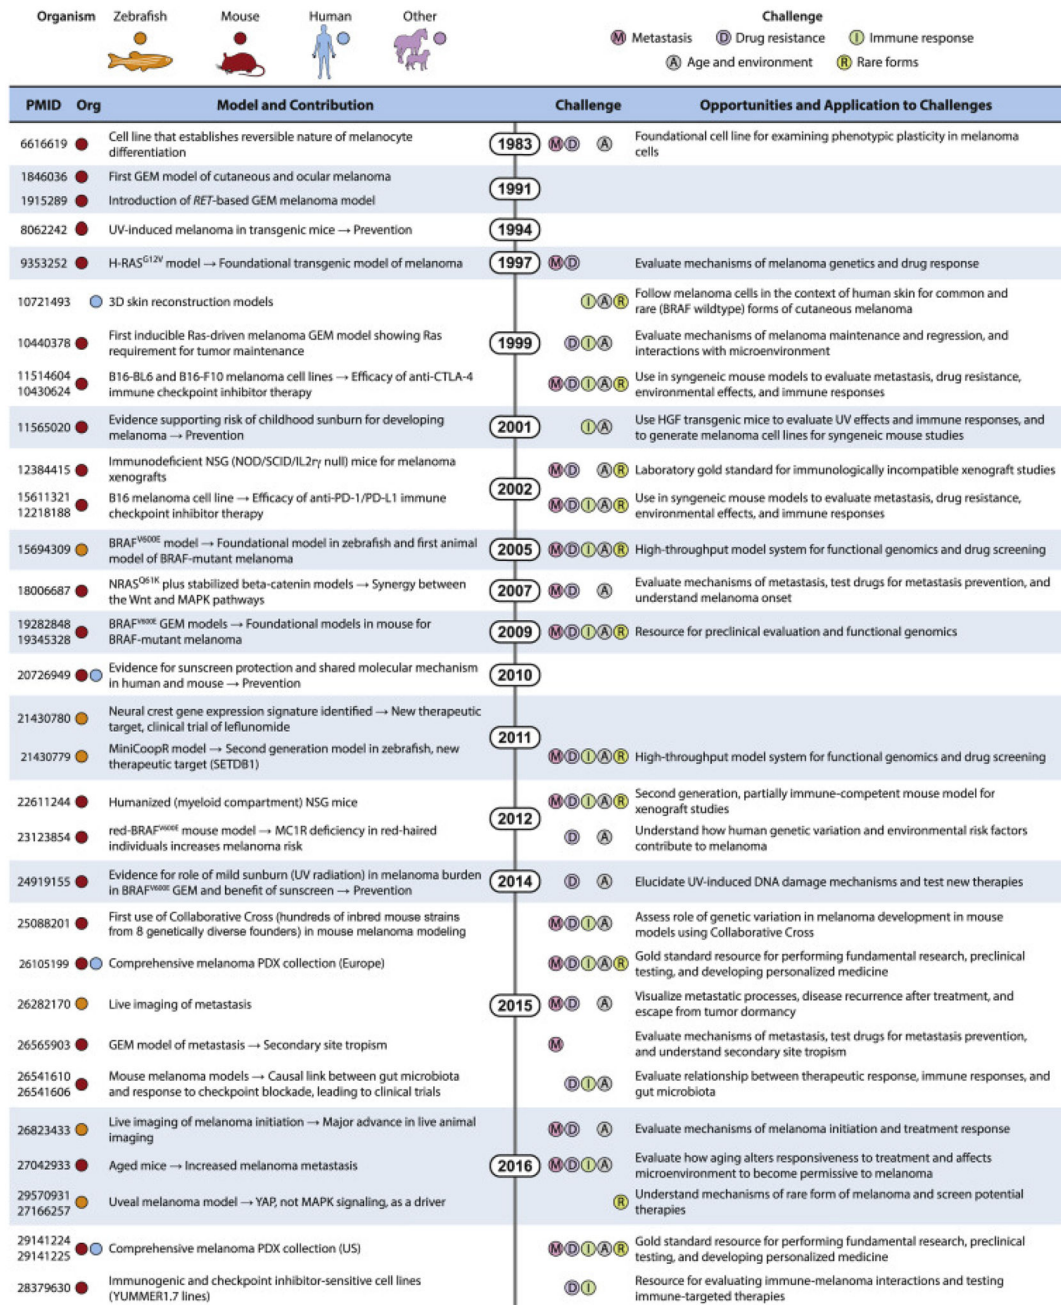 Organism Zebrafish Mouse Human Other Challenge
M Metastasis D Drug resistance I Immune response
A Age and environment R Rare forms
PMID Org Model and Contribution Challenge Opportunities and Application to Challenges
6616619 Cell line that establishes reversible nature of melanocyte differentiation 1983 M D A Foundational cell line for examining phenotypic plasticity in melanoma cells
1846036 First GEM model of cutaneous and ocular melanoma
1991
1915289 Introduction of RET-based GEM melanoma model
8062242 UV-induced melanoma in transgenic mice → Prevention 1994
9353252 H-RASG12V model → Foundational transgenic model of melanoma 1997 M D Evaluate mechanisms of melanoma genetics and drug response
10721493 3D skin reconstruction models I A R Follow melanoma cells in the context of human skin for common and rare (BRAF wildtype) forms of cutaneous melanoma
10440378 First inducible Ras-driven melanoma GEM model showing Ras requirement for tumor maintenance 1999 D I A Evaluate mechanisms of melanoma maintenance and regression, and interactions with microenvironment
11514604 10430624 B16-BL6 and B16-F10 melanoma cell lines → Efficacy of anti-CTLA-4 immune checkpoint inhibitor therapy M D I A R Use in syngeneic mouse models to evaluate metastasis, drug resistance, environmental effects, and immune responses
11565020 Evidence supporting risk of childhood sunburn for developing melanoma → Prevention 2001 I A Use HGF transgenic mice to evaluate UV effects and immune responses, and to generate melanoma cell lines for syngeneic mouse studies
12384415 Immunodeficient NSG (NOD/SCID/IL2rγ null) mice for melanoma xenografts M D A R Laboratory gold standard for immunologically incompatible xenograft studies
2002
15611321 12218188 B16 melanoma cell line → Efficacy of anti-PD-1/PD-L1 immune checkpoint inhibitor therapy M D I A R Use in syngeneic mouse models to evaluate metastasis, drug resistance, environmental effects, and immune responses
15694309 BRAFV600E model → Foundational model in zebrafish and first animal model of BRAF-mutant melanoma 2005 M D I A R High-throughput model system for functional genomics and drug screening
18006687 NRASQ61K plus stabilized beta-catenin models → Synergy between the Wnt and MAPK pathways 2007 M D A Evaluate mechanisms of metastasis, test drugs for metastasis prevention, and understand melanoma onset
19282848 19345328 BRAFV600E GEM models → Foundational models in mouse for BRAF-mutant melanoma 2009 M D I A R Resource for preclinical evaluation and functional genomics
20726949 Evidence for sunscreen protection and shared molecular mechanism in human and mouse → Prevention 2010
21430780 Neural crest gene expression signature identified → New therapeutic target, clinical trial of leflunomide
2011
21430779 MiniCoopR model → Second generation model in zebrafish, new therapeutic target (SETDB1) M D I A R High-throughput model system for functional genomics and drug screening
22611244 Humanized (myeloid compartment) NSG mice M D I A R Second generation, partially immune-competent mouse model for xenograft studies
2012
23123854 red-BRAFV600E mouse model → MC1R deficiency in red-haired individuals increases melanoma risk D A Understand how human genetic variation and environmental risk factors contribute to melanoma
24919155 Evidence for role of mild sunburn (UV radiation) in melanoma burden in BRAFV600E GEM and benefit of sunscreen → Prevention 2014 D A Elucidate UV-induced DNA damage mechanisms and test new therapies
25088201 First use of Collaborative Cross (hundreds of inbred mouse strains from 8 genetically diverse founders) in mouse melanoma modeling M D I A Assess role of genetic variation in melanoma development in mouse models using Collaborative Cross
26105199 Comprehensive melanoma PDX collection (Europe) M D I A R Gold standard resource for performing fundamental research, preclinical testing, and developing personalized medicine
26282170 Live imaging of metastasis 2015 M D A Visualize metastatic processes, disease recurrence after treatment, and escape from tumor dormancy
26565903 GEM model of metastasis → Secondary site tropism M Evaluate mechanisms of metastasis, test drugs for metastasis prevention, and understand secondary site tropism
26541610 26541606 Mouse melanoma models → Causal link between gut microbiota and response to checkpoint blockade, leading to clinical trials D I A Evaluate relationship between therapeutic response, immune responses, and gut microbiota
26823433 Live imaging of melanoma initiation → Major advance in live animal imaging M D A Evaluate mechanisms of melanoma initiation and treatment response
27042933 Aged mice → Increased melanoma metastasis 2016 M D I A Evaluate how aging alters responsiveness to treatment and affects microenvironment to become permissive to melanoma
29570931 27166257 Uveal melanoma model → YAP, not MAPK signaling, as a driver R Understand mechanisms of rare form of melanoma and screen potential therapies
29141224 29141225 Comprehensive melanoma PDX collection (US) M D I A R Gold standard resource for performing fundamental research, preclinical testing, and developing personalized medicine
28379630 Immunogenic and checkpoint inhibitor-sensitive cell lines (YUMMER1.7 lines) D I Resource for evaluating immune-melanoma interactions and testing immune-targeted therapies